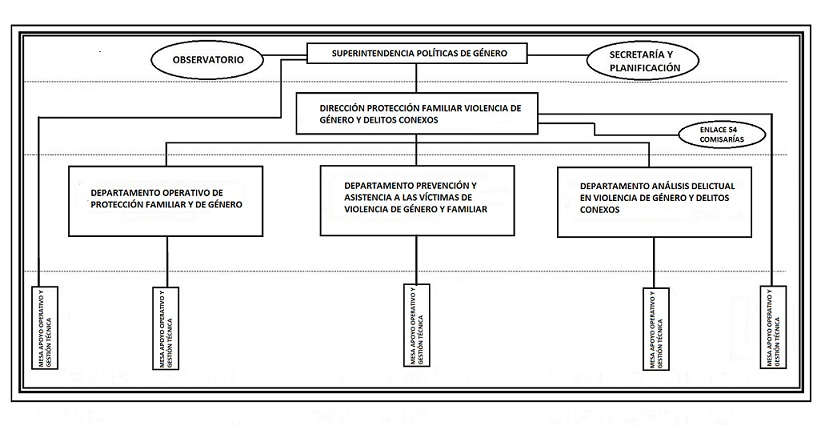 OBSERVATORIO
SUPERINTENDENCIA POLÍTICAS DE GÉNERO
SECRETARÍA Y
PLANIFICACIÓN
DIRECCIÓN PROTECCIÓN FAMILIAR VIOLENCIA DE
GÉNERO Y DELITOS CONEXOS
ENLACE 54
COMISARÍAS
DEPARTAMENTO OPERATIVO DE
PROTECCIÓN FAMILIAR Y DE GÉNERO
DEPARTAMENTO PREVENCIÓN Y
ASISTENCIA A LAS VÍCTIMAS DE
VIOLENCIA DE GÉNERO Y FAMILIAR
DEPARTAMENTO ANÁLISIS DELICTUAL
EN VIOLENCIA DE GÉNERO Y DELITOS
CONEXOS
MESA APOYO OPERATIVO Y
GESTIÓN TÉCNICA
MESA APOYO OPERATIVO Y
GESTIÓN TÉCNICA
MESA APOYO OPERATIVO Y
GESTIÓN TÉCNICA
MESA APOYO OPERATIVO Y
GESTIÓN TÉCNICA
MESA APOYO OPERATIVO Y
GESTIÓN TÉCNICA